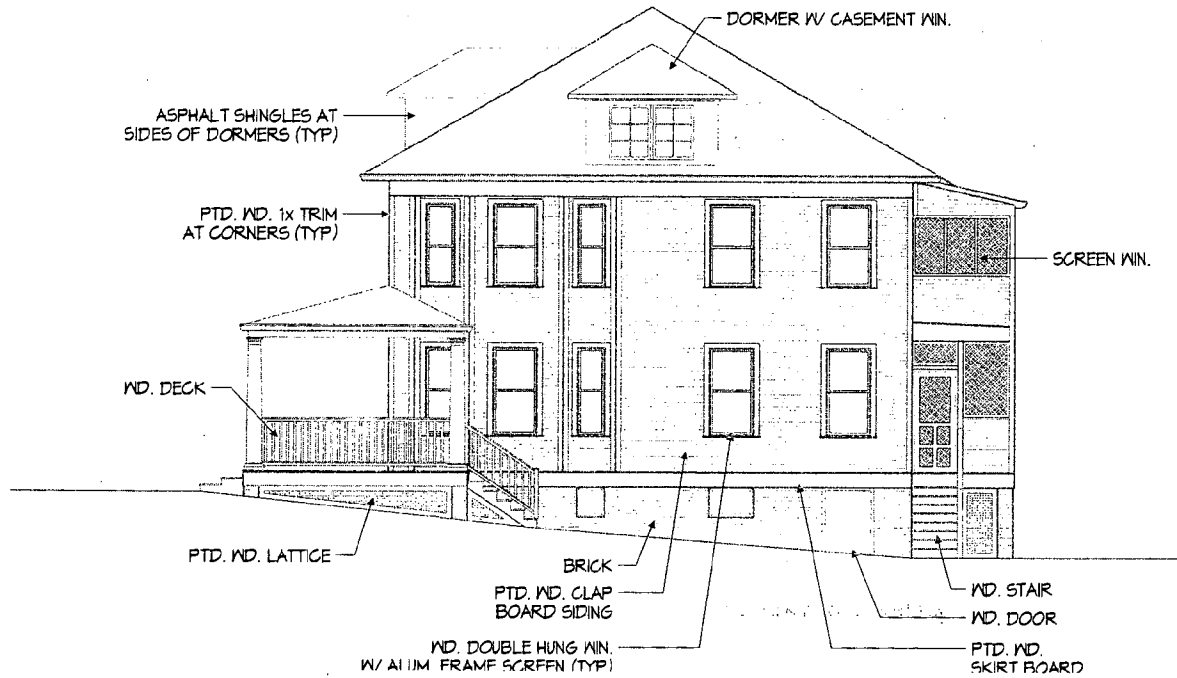 DORMER W/ CASEMENT WIN.
ASPHALT SHINGLES AT
SIDES OF DORMERS (TYP)
PTD. WD. 1x TRIM
AT CORNERS (TYP)
SCREEN WIN.
WD. DECK
PTD. WD. LATTICE
BRICK
PTD. WD. CLAP
BOARD SIDING
WD. DOUBLE HUNG WIN.
W/ ALUM. FRAME SCREEN (TYP)
WD. STAIR
WD. DOOR
PTD. WD.
SKIRT BOARD